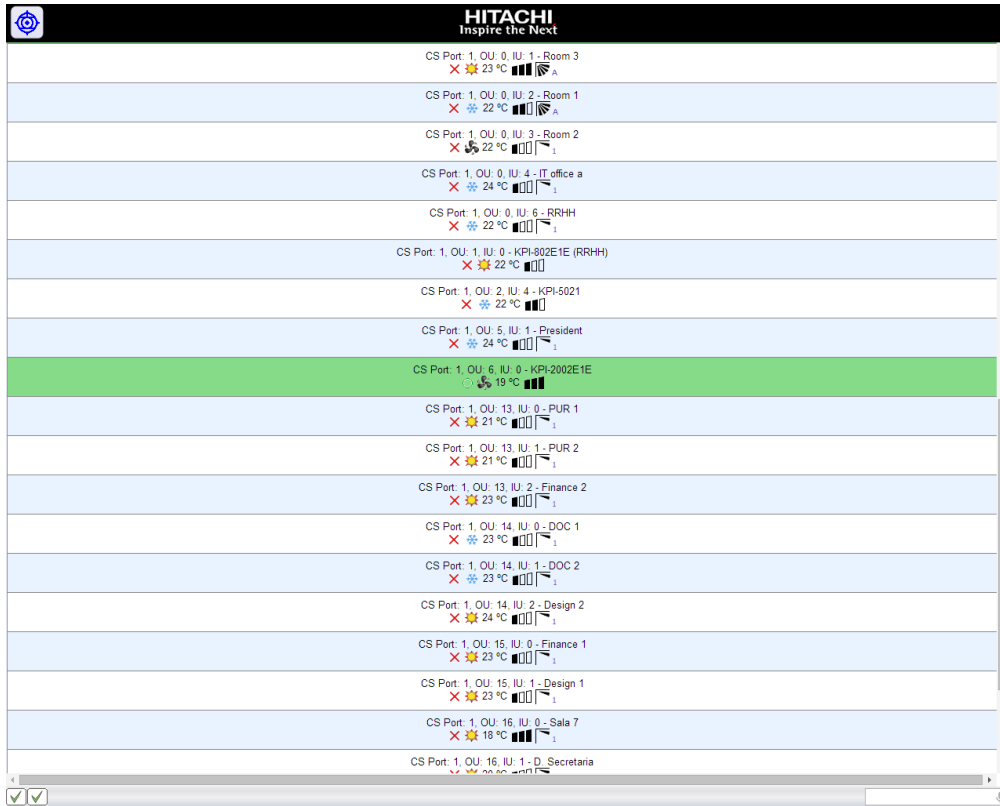 HITACHI
Inspire the Next
CS Port: 1, OU: 0, IU: 1 - Room 3
23 ºC A
CS Port: 1, OU: 0, IU: 2 - Room 1
22 ºC A
CS Port: 1, OU: 0, IU: 3 - Room 2
22 ºC 1
CS Port: 1, OU: 0, IU: 4 - IT office a
24 ºC 1
CS Port: 1, OU: 0, IU: 6 - RRHH
22 ºC 1
CS Port: 1, OU: 1, IU: 0 - KPI-802E1E (RRHH)
22 ºC
CS Port: 1, OU: 2, IU: 4 - KPI-5021
22 ºC
CS Port: 1, OU: 5, IU: 1 - President
24 ºC 1
CS Port: 1, OU: 6, IU: 0 - KPI-2002E1E
19 ºC
CS Port: 1, OU: 13, IU: 0 - PUR 1
21 ºC 1
CS Port: 1, OU: 13, IU: 1 - PUR 2
21 ºC 1
CS Port: 1, OU: 13, IU: 2 - Finance 2
23 ºC 1
CS Port: 1, OU: 14, IU: 0 - DOC 1
23 ºC 1
CS Port: 1, OU: 14, IU: 1 - DOC 2
23 ºC 1
CS Port: 1, OU: 14, IU: 2 - Design 2
24 ºC 1
CS Port: 1, OU: 15, IU: 0 - Finance 1
23 ºC 1
CS Port: 1, OU: 15, IU: 1 - Design 1
23 ºC 1
CS Port: 1, OU: 16, IU: 0 - Sala 7
18 ºC 1
CS Port: 1, OU: 16, IU: 1 - D. Secretaria